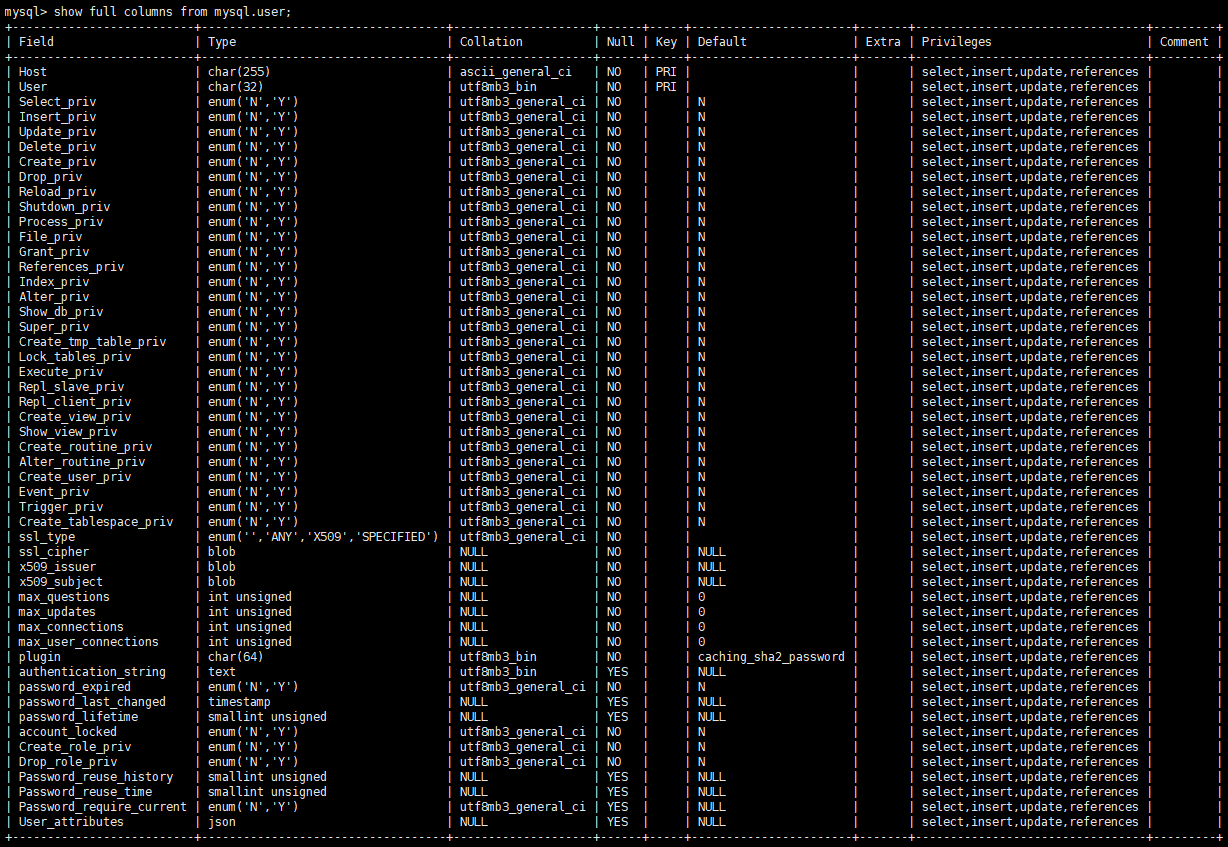 mysql> show full columns from mysql.user;
+--------------------------+-----------------------------------+--------------------+------+-----+-----------------------+-------+---------------------------------+---------+
| Field                    | Type                              | Collation          | Null | Key | Default               | Extra | Privileges                      | Comment |
+--------------------------+-----------------------------------+--------------------+------+-----+-----------------------+-------+---------------------------------+---------+
| Host                     | char(255)                         | ascii_general_ci   | NO   | PRI |                       |       | select,insert,update,references |         |
| User                     | char(32)                          | utf8mb3_bin        | NO   | PRI |                       |       | select,insert,update,references |         |
| Select_priv              | enum('N','Y')                     | utf8mb3_general_ci | NO   |     | N                     |       | select,insert,update,references |         |
| Insert_priv              | enum('N','Y')                     | utf8mb3_general_ci | NO   |     | N                     |       | select,insert,update,references |         |
| Update_priv              | enum('N','Y')                     | utf8mb3_general_ci | NO   |     | N                     |       | select,insert,update,references |         |
| Delete_priv              | enum('N','Y')                     | utf8mb3_general_ci | NO   |     | N                     |       | select,insert,update,references |         |
| Create_priv              | enum('N','Y')                     | utf8mb3_general_ci | NO   |     | N                     |       | select,insert,update,references |         |
| Drop_priv                | enum('N','Y')                     | utf8mb3_general_ci | NO   |     | N                     |       | select,insert,update,references |         |
| Reload_priv              | enum('N','Y')                     | utf8mb3_general_ci | NO   |     | N                     |       | select,insert,update,references |         |
| Shutdown_priv            | enum('N','Y')                     | utf8mb3_general_ci | NO   |     | N                     |       | select,insert,update,references |         |
| Process_priv             | enum('N','Y')                     | utf8mb3_general_ci | NO   |     | N                     |       | select,insert,update,references |         |
| File_priv                | enum('N','Y')                     | utf8mb3_general_ci | NO   |     | N                     |       | select,insert,update,references |         |
| Grant_priv               | enum('N','Y')                     | utf8mb3_general_ci | NO   |     | N                     |       | select,insert,update,references |         |
| References_priv          | enum('N','Y')                     | utf8mb3_general_ci | NO   |     | N                     |       | select,insert,update,references |         |
| Index_priv               | enum('N','Y')                     | utf8mb3_general_ci | NO   |     | N                     |       | select,insert,update,references |         |
| Alter_priv               | enum('N','Y')                     | utf8mb3_general_ci | NO   |     | N                     |       | select,insert,update,references |         |
| Show_db_priv             | enum('N','Y')                     | utf8mb3_general_ci | NO   |     | N                     |       | select,insert,update,references |         |
| Super_priv               | enum('N','Y')                     | utf8mb3_general_ci | NO   |     | N                     |       | select,insert,update,references |         |
| Create_tmp_table_priv    | enum('N','Y')                     | utf8mb3_general_ci | NO   |     | N                     |       | select,insert,update,references |         |
| Lock_tables_priv         | enum('N','Y')                     | utf8mb3_general_ci | NO   |     | N                     |       | select,insert,update,references |         |
| Execute_priv             | enum('N','Y')                     | utf8mb3_general_ci | NO   |     | N                     |       | select,insert,update,references |         |
| Repl_slave_priv          | enum('N','Y')                     | utf8mb3_general_ci | NO   |     | N                     |       | select,insert,update,references |         |
| Repl_client_priv         | enum('N','Y')                     | utf8mb3_general_ci | NO   |     | N                     |       | select,insert,update,references |         |
| Create_view_priv         | enum('N','Y')                     | utf8mb3_general_ci | NO   |     | N                     |       | select,insert,update,references |         |
| Show_view_priv           | enum('N','Y')                     | utf8mb3_general_ci | NO   |     | N                     |       | select,insert,update,references |         |
| Create_routine_priv      | enum('N','Y')                     | utf8mb3_general_ci | NO   |     | N                     |       | select,insert,update,references |         |
| Alter_routine_priv       | enum('N','Y')                     | utf8mb3_general_ci | NO   |     | N                     |       | select,insert,update,references |         |
| Create_user_priv         | enum('N','Y')                     | utf8mb3_general_ci | NO   |     | N                     |       | select,insert,update,references |         |
| Event_priv               | enum('N','Y')                     | utf8mb3_general_ci | NO   |     | N                     |       | select,insert,update,references |         |
| Trigger_priv             | enum('N','Y')                     | utf8mb3_general_ci | NO   |     | N                     |       | select,insert,update,references |         |
| Create_tablespace_priv   | enum('N','Y')                     | utf8mb3_general_ci | NO   |     | N                     |       | select,insert,update,references |         |
| ssl_type                 | enum('','ANY','X509','SPECIFIED') | utf8mb3_general_ci | NO   |     |                       |       | select,insert,update,references |         |
| ssl_cipher               | blob                              | NULL               | NO   |     | NULL                  |       | select,insert,update,references |         |
| x509_issuer              | blob                              | NULL               | NO   |     | NULL                  |       | select,insert,update,references |         |
| x509_subject             | blob                              | NULL               | NO   |     | NULL                  |       | select,insert,update,references |         |
| max_questions            | int unsigned                      | NULL               | NO   |     | 0                     |       | select,insert,update,references |         |
| max_updates              | int unsigned                      | NULL               | NO   |     | 0                     |       | select,insert,update,references |         |
| max_connections          | int unsigned                      | NULL               | NO   |     | 0                     |       | select,insert,update,references |         |
| max_user_connections     | int unsigned                      | NULL               | NO   |     | 0                     |       | select,insert,update,references |         |
| plugin                   | char(64)                          | utf8mb3_bin        | NO   |     | caching_sha2_password |       | select,insert,update,references |         |
| authentication_string    | text                              | utf8mb3_bin        | YES  |     | NULL                  |       | select,insert,update,references |         |
| password_expired         | enum('N','Y')                     | utf8mb3_general_ci | NO   |     | N                     |       | select,insert,update,references |         |
| password_last_changed    | timestamp                         | NULL               | YES  |     | NULL                  |       | select,insert,update,references |         |
| password_lifetime        | smallint unsigned                 | NULL               | YES  |     | NULL                  |       | select,insert,update,references |         |
| account_locked           | enum('N','Y')                     | utf8mb3_general_ci | NO   |     | N                     |       | select,insert,update,references |         |
| Create_role_priv         | enum('N','Y')                     | utf8mb3_general_ci | NO   |     | N                     |       | select,insert,update,references |         |
| Drop_role_priv           | enum('N','Y')                     | utf8mb3_general_ci | NO   |     | N                     |       | select,insert,update,references |         |
| Password_reuse_history   | smallint unsigned                 | NULL               | YES  |     | NULL                  |       | select,insert,update,references |         |
| Password_reuse_time      | smallint unsigned                 | NULL               | YES  |     | NULL                  |       | select,insert,update,references |         |
| Password_require_current | enum('N','Y')                     | utf8mb3_general_ci | YES  |     | NULL                  |       | select,insert,update,references |         |
| User_attributes          | json                              | NULL               | YES  |     | NULL                  |       | select,insert,update,references |         |
+--------------------------+-----------------------------------+--------------------+------+-----+-----------------------+-------+---------------------------------+---------+